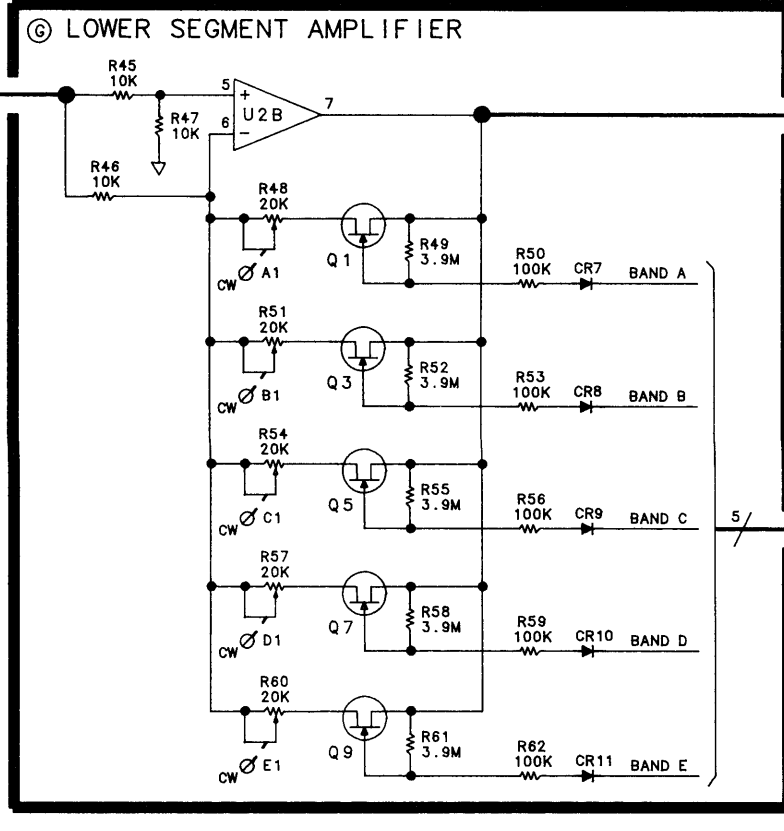 G LOWER SEGMENT AMPLIFIER
R45
10K
5
+
U2B
7
6
−
R47
10K
R46
10K
R48
20K
Q1
R49
3.9M
R50
100K
CR7
BAND A
CW
A1
R51
20K
Q3
R52
3.9M
R53
100K
CR8
BAND B
CW
B1
R54
20K
Q5
R55
3.9M
R56
100K
CR9
BAND C
5
CW
C1
R57
20K
Q7
R58
3.9M
R59
100K
CR10
BAND D
CW
D1
R60
20K
Q9
R61
3.9M
R62
100K
CR11
BAND E
CW
E1